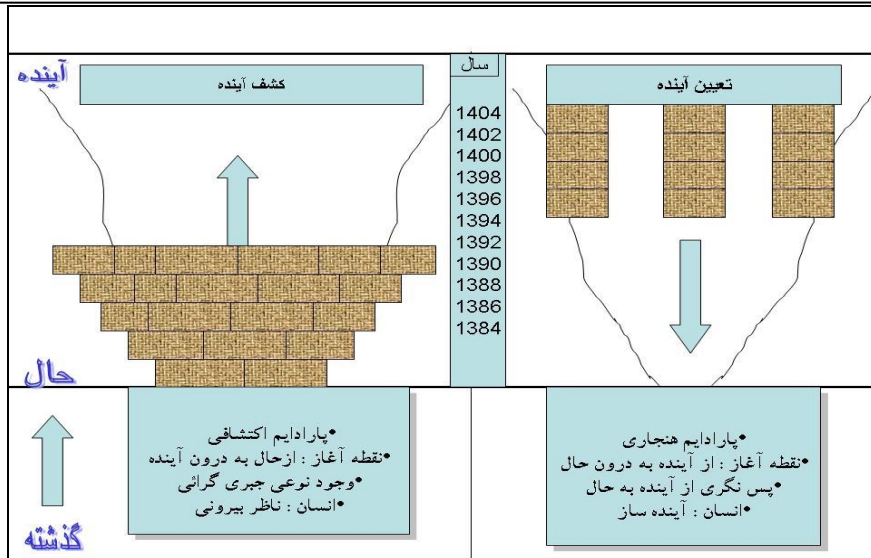 آینده
کشف آینده
سال
تعیین آینده
1404
1402
1400
1398
1396
1394
1392
1390
1388
1386
1384
حال
•پارادایم هنجاری
•نقطه آغاز : از آینده به درون حال
•پس نگری از آینده به حال
•انسان : آینده ساز
•پارادایم اکتشافی
•نقطه آغاز : ازحال به درون آینده
•وجود نوعی جبری گرائی
•انسان : ناظر بیرونی
گذشته